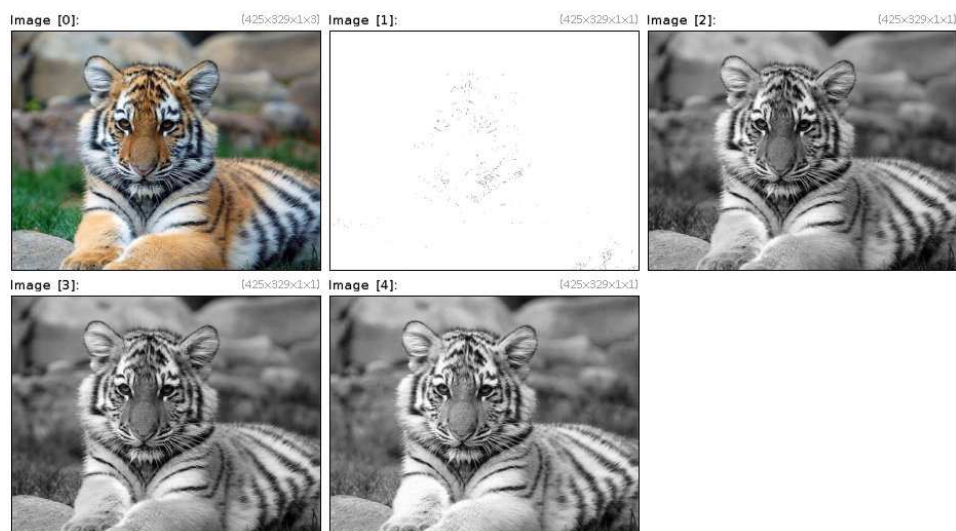 Image [0]: (425x329x1x3)
Image [1]: (425x329x1x1)
Image [2]: (425x329x1x1)
Image [3]: (425x329x1x1)
Image [4]: (425x329x1x1)